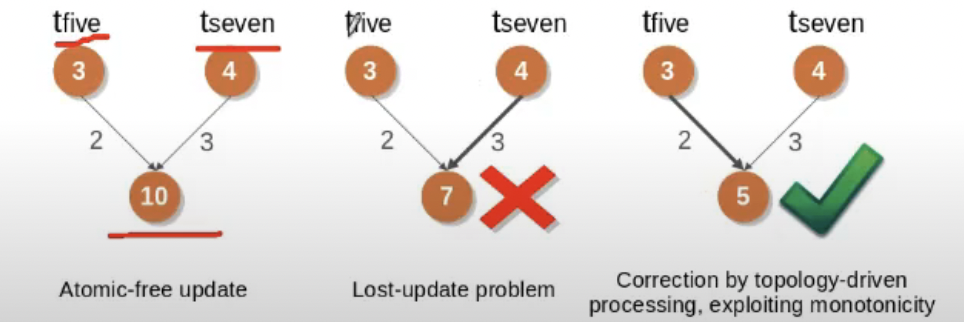 tfive
tseven
tfive
tseven
tfive
tseven
3
4
3
4
3
4
2
3
2
3
2
3
10
7
5
Atomic-free update
Lost-update problem
Correction by topology-driven
processing, exploiting monotonicity